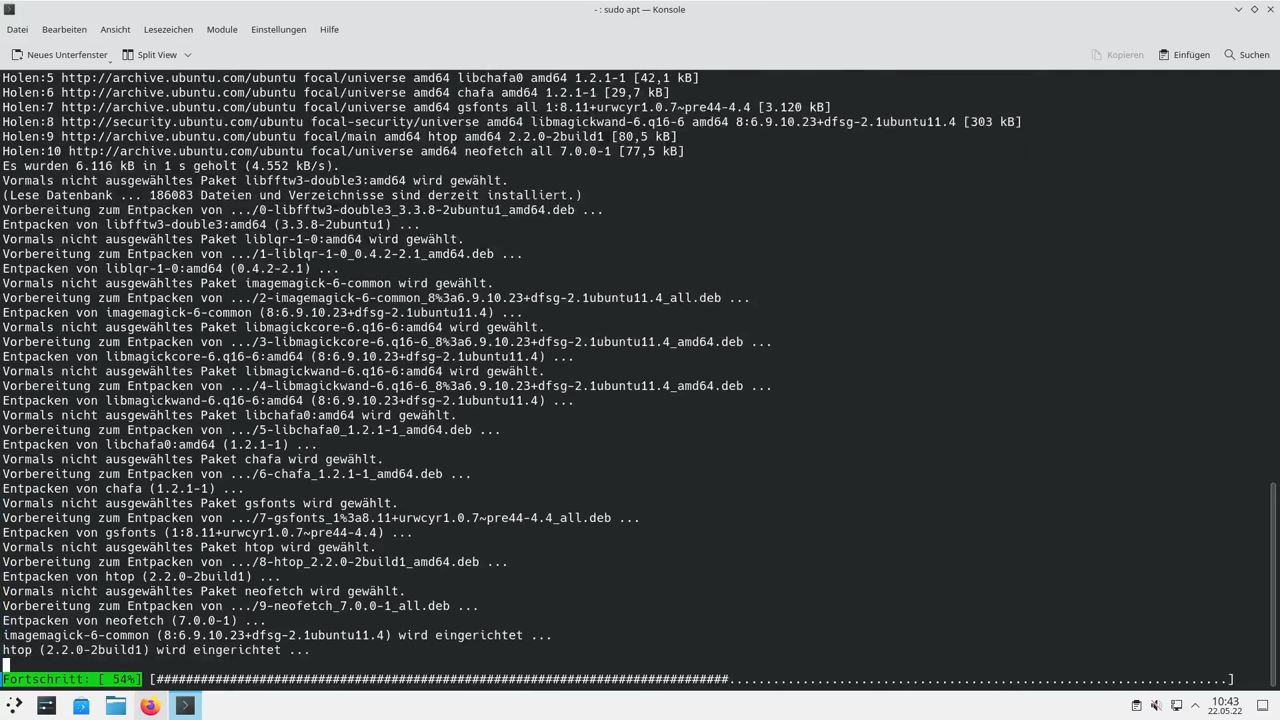 - : sudo apt — Konsole
Datei Bearbeiten Ansicht Lesezeichen Module Einstellungen Hilfe
Neues Unterfenster Split View Kopieren Einfügen Suchen
Holen:5 http://archive.ubuntu.com/ubuntu focal/universe amd64 libchafa0 amd64 1.2.1-1 [42,1 kB]
Holen:6 http://archive.ubuntu.com/ubuntu focal/universe amd64 chafa amd64 1.2.1-1 [29,7 kB]
Holen:7 http://archive.ubuntu.com/ubuntu focal/universe amd64 gsfonts all 1:8.11+urwcyr1.0.7~pre44-4.4 [3.120 kB]
Holen:8 http://security.ubuntu.com/ubuntu focal-security/universe amd64 libmagickwand-6.q16-6 amd64 8:6.9.10.23+dfsg-2.1ubuntu11.4 [303 kB]
Holen:9 http://archive.ubuntu.com/ubuntu focal/main amd64 htop amd64 2.2.0-2build1 [80,5 kB]
Holen:10 http://archive.ubuntu.com/ubuntu focal/universe amd64 neofetch all 7.0.0-1 [77,5 kB]
Es wurden 6.116 kB in 1 s geholt (4.552 kB/s).
Vormals nicht ausgewähltes Paket libfftw3-double3:amd64 wird gewählt.
(Lese Datenbank ... 186083 Dateien und Verzeichnisse sind derzeit installiert.)
Vorbereitung zum Entpacken von .../0-libfftw3-double3_3.3.8-2ubuntu1_amd64.deb ...
Entpacken von libfftw3-double3:amd64 (3.3.8-2ubuntu1) ...
Vormals nicht ausgewähltes Paket liblqr-1-0:amd64 wird gewählt.
Vorbereitung zum Entpacken von .../1-liblqr-1-0_0.4.2-2.1_amd64.deb ...
Entpacken von liblqr-1-0:amd64 (0.4.2-2.1) ...
Vormals nicht ausgewähltes Paket imagemagick-6-common wird gewählt.
Vorbereitung zum Entpacken von .../2-imagemagick-6-common_8%3a6.9.10.23+dfsg-2.1ubuntu11.4_all.deb ...
Entpacken von imagemagick-6-common (8:6.9.10.23+dfsg-2.1ubuntu11.4) ...
Vormals nicht ausgewähltes Paket libmagickcore-6.q16-6:amd64 wird gewählt.
Vorbereitung zum Entpacken von .../3-libmagickcore-6.q16-6_8%3a6.9.10.23+dfsg-2.1ubuntu11.4_amd64.deb ...
Entpacken von libmagickcore-6.q16-6:amd64 (8:6.9.10.23+dfsg-2.1ubuntu11.4) ...
Vormals nicht ausgewähltes Paket libmagickwand-6.q16-6:amd64 wird gewählt.
Vorbereitung zum Entpacken von .../4-libmagickwand-6.q16-6_8%3a6.9.10.23+dfsg-2.1ubuntu11.4_amd64.deb ...
Entpacken von libmagickwand-6.q16-6:amd64 (8:6.9.10.23+dfsg-2.1ubuntu11.4) ...
Vormals nicht ausgewähltes Paket libchafa0:amd64 wird gewählt.
Vorbereitung zum Entpacken von .../5-libchafa0_1.2.1-1_amd64.deb ...
Entpacken von libchafa0:amd64 (1.2.1-1) ...
Vormals nicht ausgewähltes Paket chafa wird gewählt.
Vorbereitung zum Entpacken von .../6-chafa_1.2.1-1_amd64.deb ...
Entpacken von chafa (1.2.1-1) ...
Vormals nicht ausgewähltes Paket gsfonts wird gewählt.
Vorbereitung zum Entpacken von .../7-gsfonts_1%3a8.11+urwcyr1.0.7~pre44-4.4_all.deb ...
Entpacken von gsfonts (1:8.11+urwcyr1.0.7~pre44-4.4) ...
Vormals nicht ausgewähltes Paket htop wird gewählt.
Vorbereitung zum Entpacken von .../8-htop_2.2.0-2build1_amd64.deb ...
Entpacken von htop (2.2.0-2build1) ...
Vormals nicht ausgewähltes Paket neofetch wird gewählt.
Vorbereitung zum Entpacken von .../9-neofetch_7.0.0-1_all.deb ...
Entpacken von neofetch (7.0.0-1) ...
imagemagick-6-common (8:6.9.10.23+dfsg-2.1ubuntu11.4) wird eingerichtet ...
htop (2.2.0-2build1) wird eingerichtet ...
Fortschritt: [ 54%] [##############################################################################....................................................................]
10:43
22.05.22